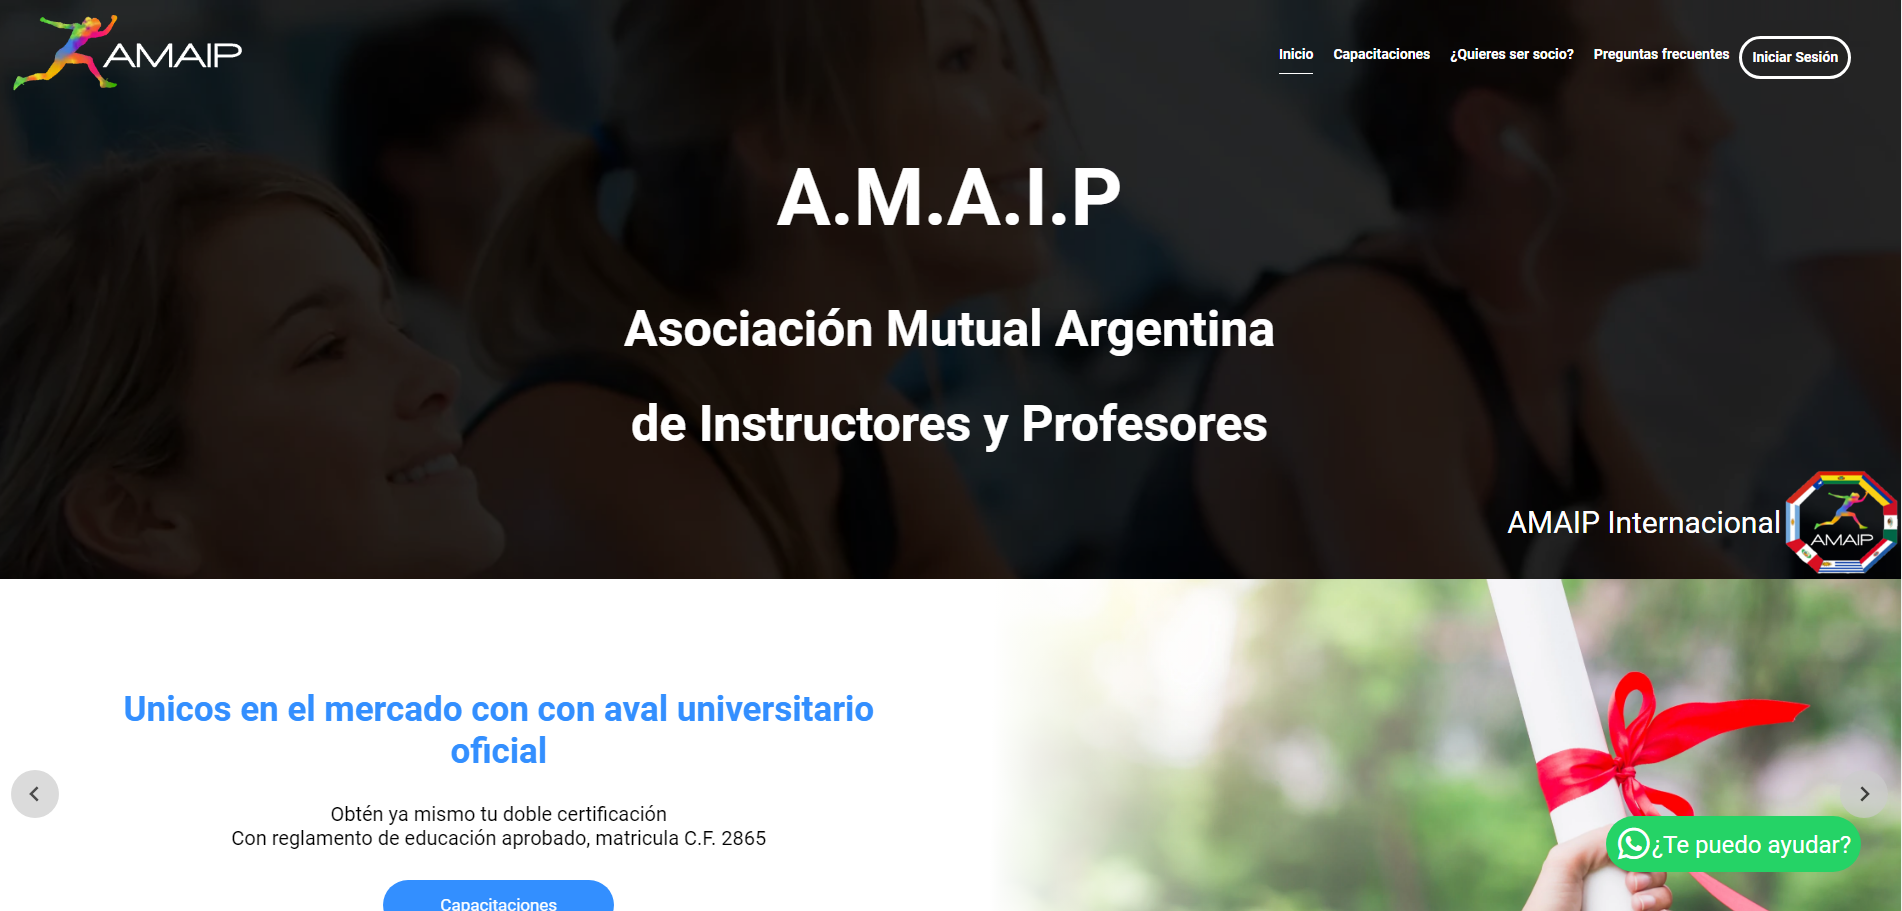 AMAIP
Inicio Capacitaciones ¿Quieres ser socio? Preguntas frecuentes Iniciar Sesión
A.M.A.I.P
Asociación Mutual Argentina
de Instructores y Profesores
AMAIP Internacional
AMAIP
Unicos en el mercado con con aval universitario
oficial
Obtén ya mismo tu doble certificación
Con reglamento de educación aprobado, matricula C.F. 2865
Capacitaciones
¿Te puedo ayudar?